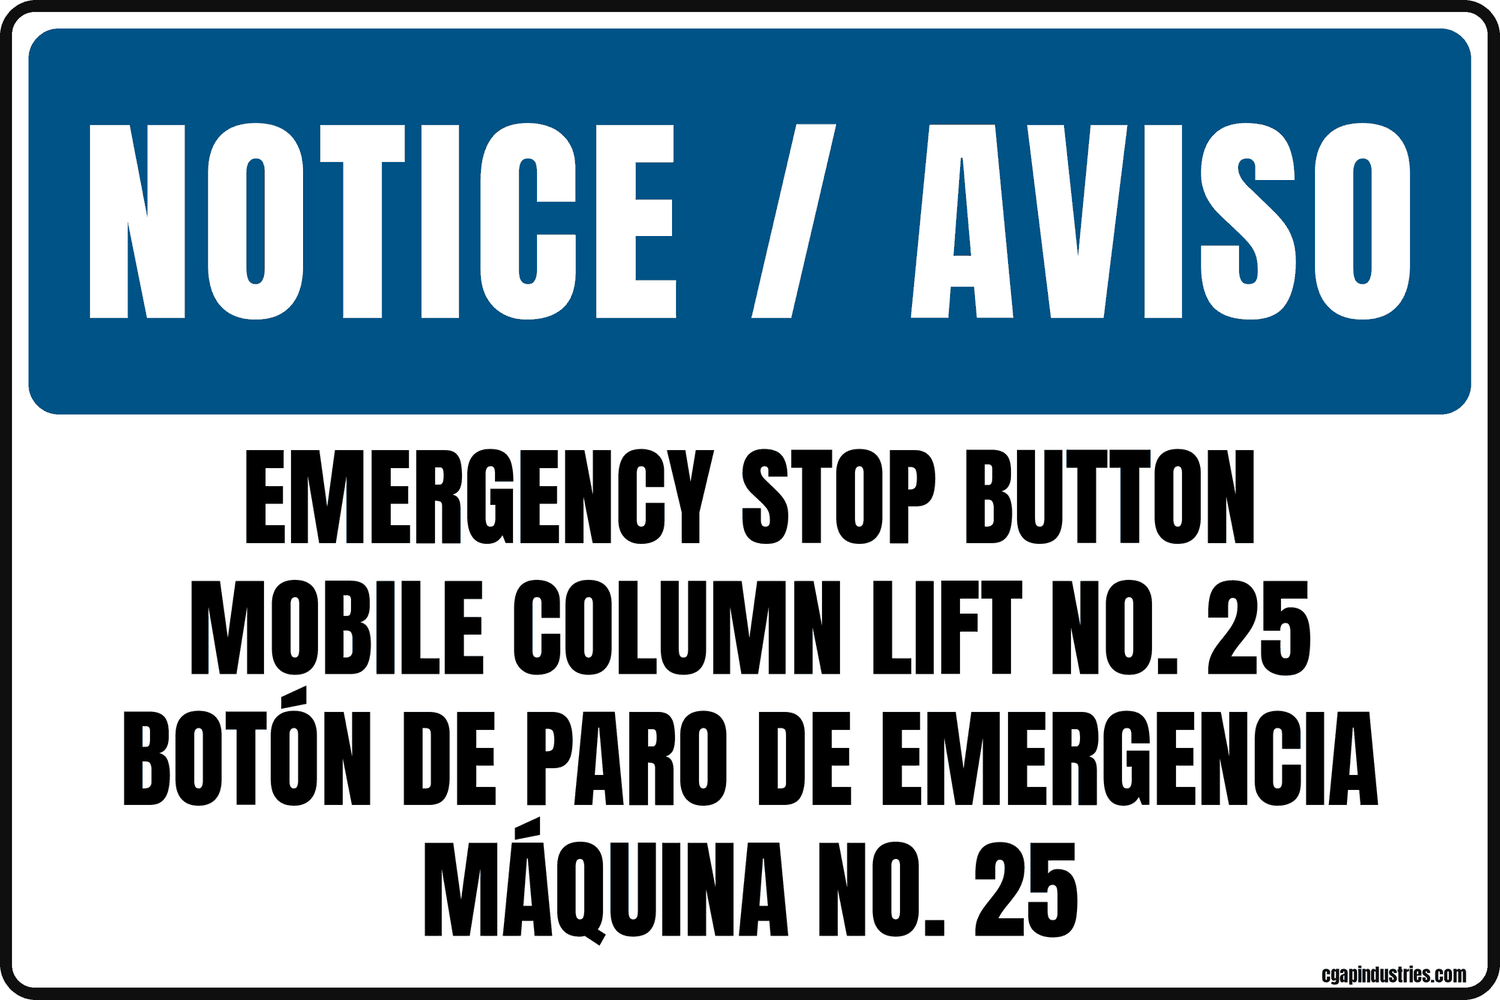 NOTICE / AVISO
EMERGENCY STOP BUTTON
MOBILE COLUMN LIFT NO. 25
BOTÓN DE PARO DE EMERGENCIA
MÁQUINA NO. 25
cgapindustries.com